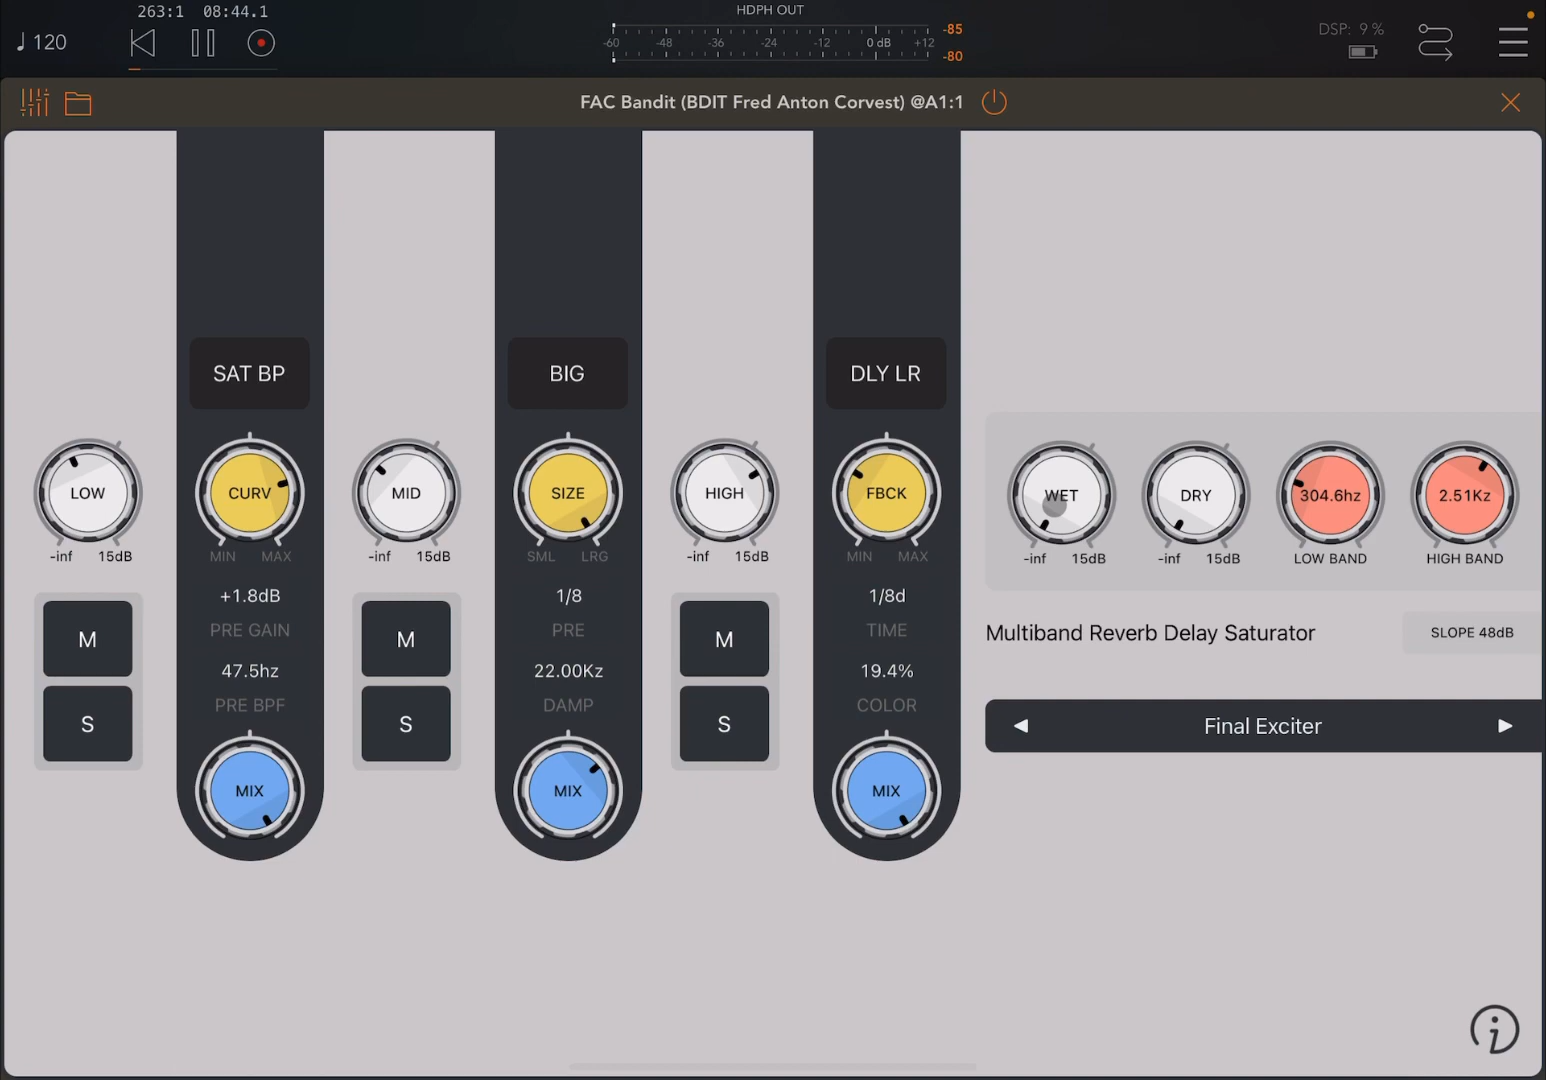 263:1 08:44.1
♩ 120
HDPH OUT
-60 -48 -36 -24 -12 0 dB +12
-85
-80
DSP: 9 %
FAC Bandit (BDIT Fred Anton Corvest) @A1:1
SAT BP
BIG
DLY LR
LOW
-inf 15dB
CURV
MIN MAX
MID
-inf 15dB
SIZE
SML LRG
HIGH
-inf 15dB
FBCK
MIN MAX
WET
-inf 15dB
DRY
-inf 15dB
304.6hz
LOW BAND
2.51Kz
HIGH BAND
M
S
+1.8dB
PRE GAIN
47.5hz
PRE BPF
MIX
M
S
1/8
PRE
22.00Kz
DAMP
MIX
M
S
1/8d
TIME
19.4%
COLOR
MIX
Multiband Reverb Delay Saturator
SLOPE 48dB
Final Exciter
i